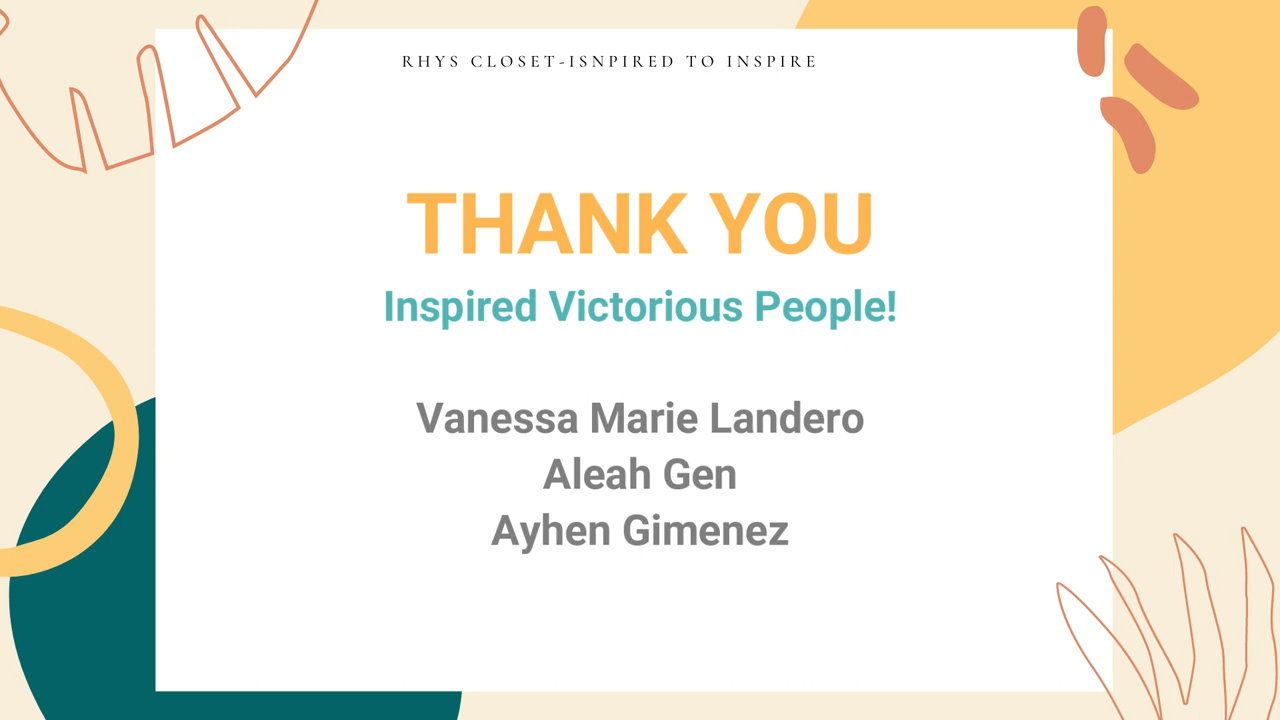 RHYS CLOSET-ISNPIRED TO INSPIRE
THANK YOU
Inspired Victorious People!
Vanessa Marie Landero
Aleah Gen
Ayhen Gimenez